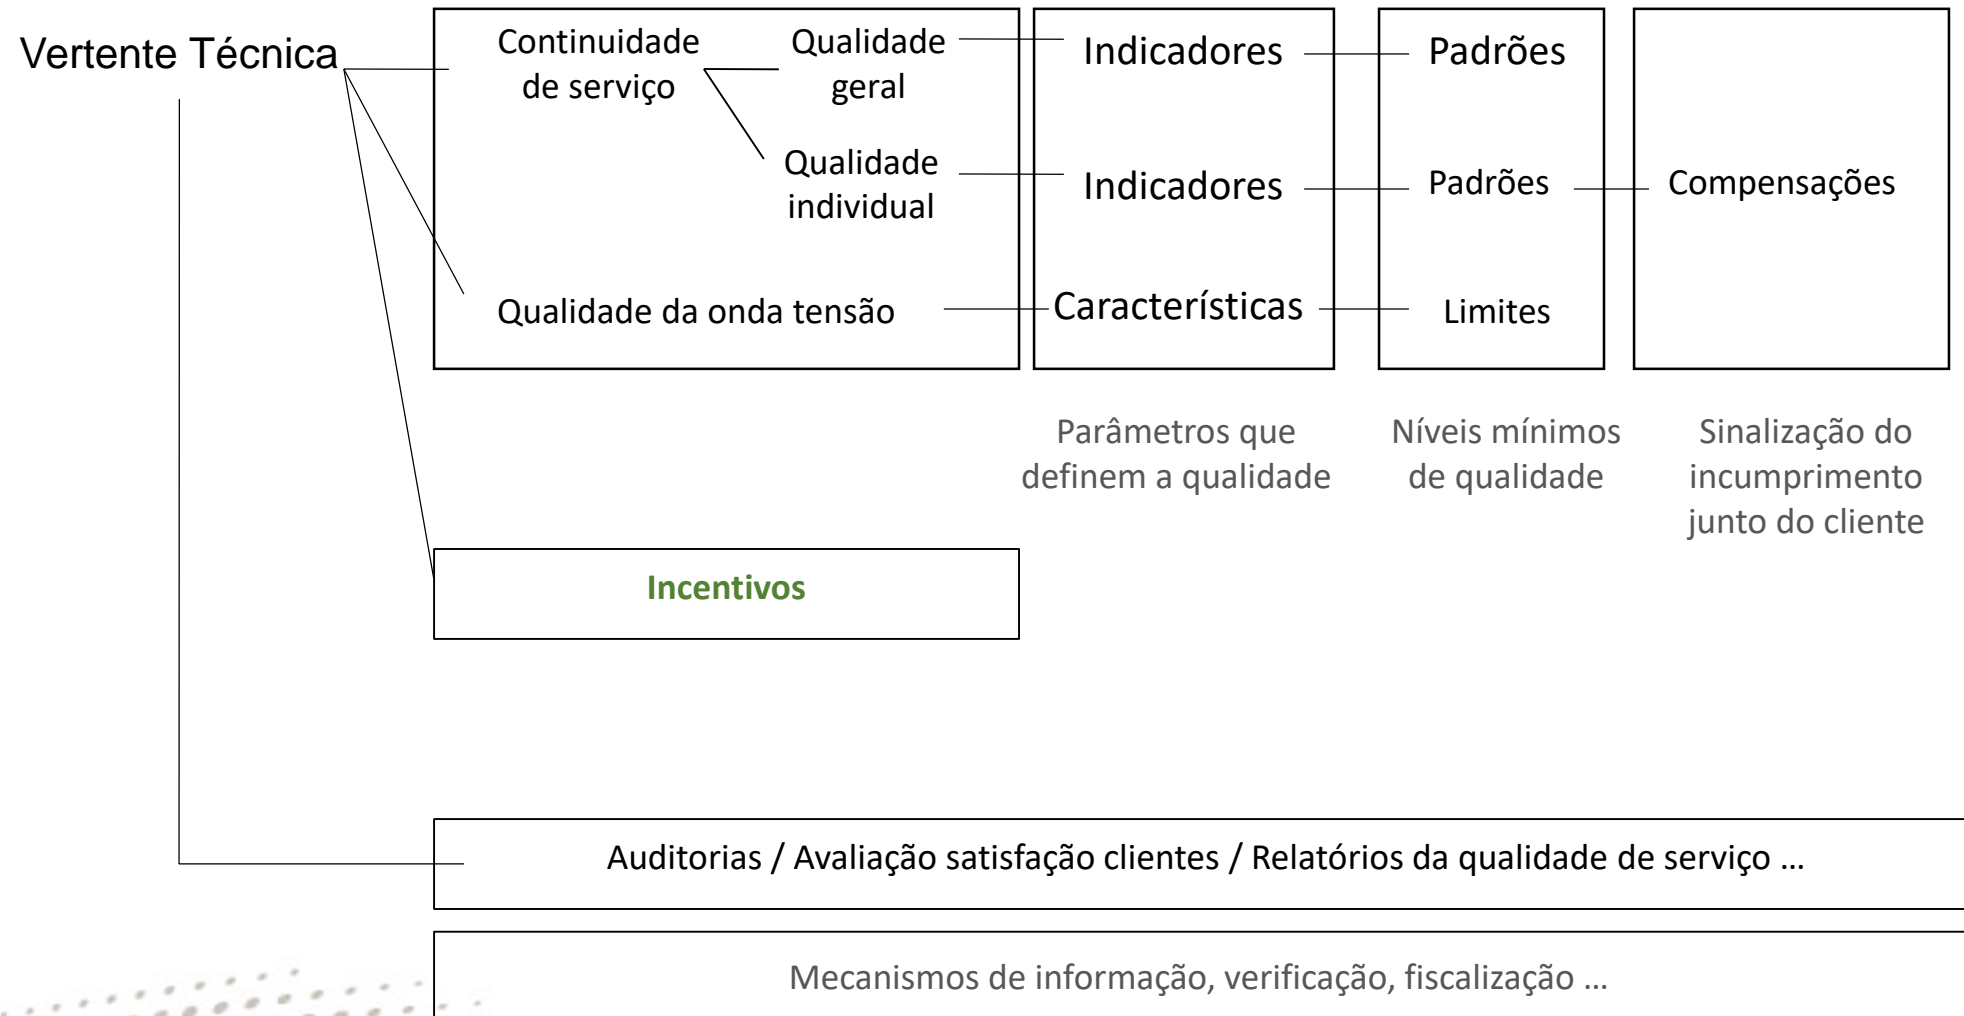 Vertente Técnica
Continuidade
de serviço
Qualidade
geral
Indicadores
Padrões
Qualidade
individual
Indicadores
Padrões
Compensações
Qualidade da onda tensão
Características
Limites
Parâmetros que
definem a qualidade
Níveis mínimos
de qualidade
Sinalização do
incumprimento
junto do cliente
Incentivos
Auditorias / Avaliação satisfação clientes / Relatórios da qualidade de serviço ...
Mecanismos de informação, verificação, fiscalização ...